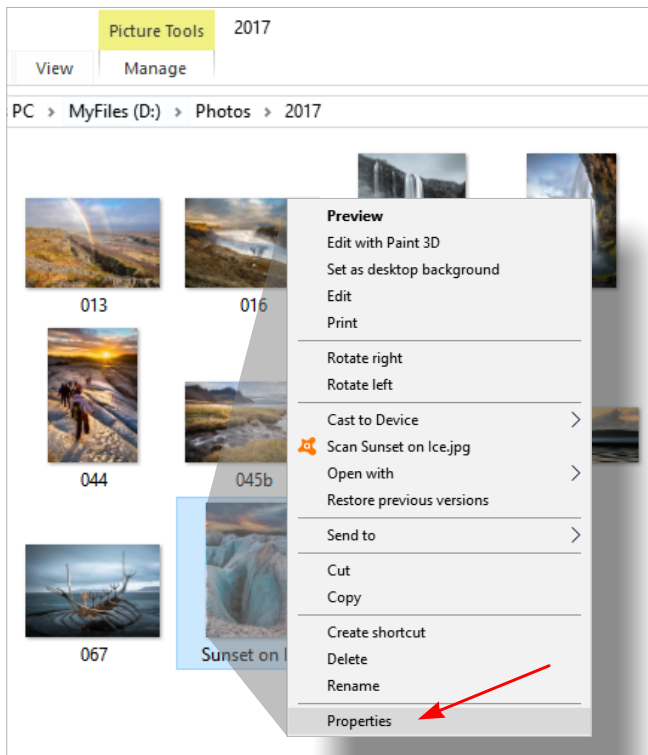 Picture Tools
2017
View
Manage
PC > MyFiles (D:) > Photos > 2017
013
016
044
045b
067
Sunset on
Preview
Edit with Paint 3D
Set as desktop background
Edit
Print
Rotate right
Rotate left
Cast to Device
Scan Sunset on Ice.jpg
Open with
Restore previous versions
Send to
Cut
Copy
Create shortcut
Delete
Rename
Properties